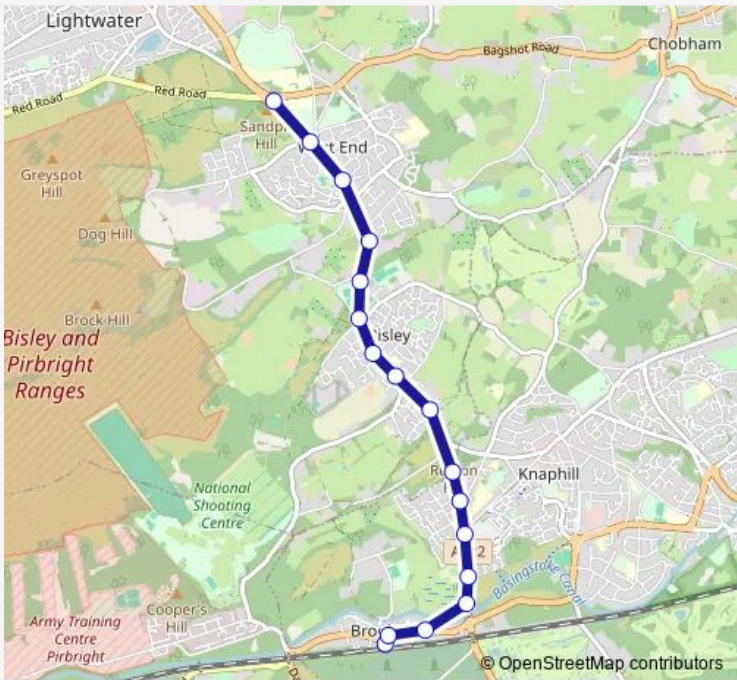 Lightwater
Bagshot Road
Chobham
Red Road
Red Road
Hill
End
Greyspot
Hill
Dog Hill
Brock Hill
Bisley and
Pirbright
Ranges
National
Shooting
Centre
Knaphill
Basingstoke Canal
Cooper's
Hill
Army Training
Centre
Pirbright
© OpenStreetMap contributors